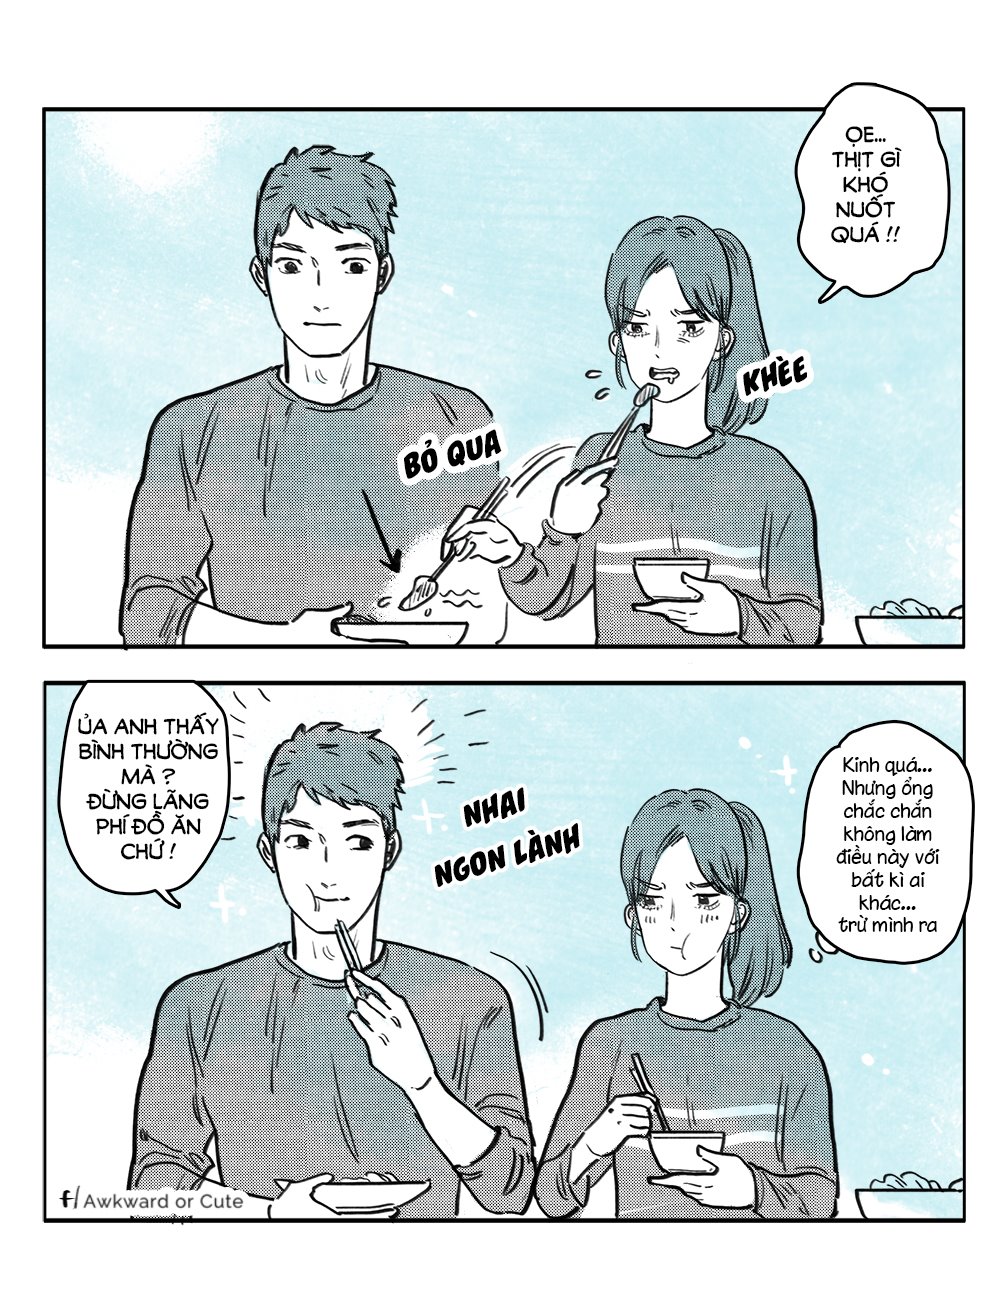 ỌE...
THỊT GÌ
KHÓ
NUỐT
QUÁ !!
KHÈE
BỎ QUA
ỦA ANH THẤY
BÌNH THƯỜNG
MÀ ?
ĐỪNG LÃNG
PHÍ ĐỒ ĂN
CHỨ !
NHAI
NGON LÀNH
Kinh quá...
Nhưng ổng
chắc chắn
không làm
điều này với
bất kì ai
khác...
trừ mình ra
f/ Awkward or Cute